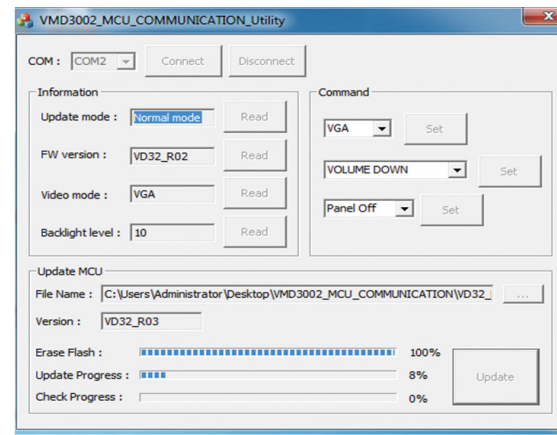 VMD3002_MCU_COMMUNICATION_Utility
COM : COM2 Connect Disconnect
Information
Update mode : Normal mode Read
FW version : VD32_R02 Read
Video mode : VGA Read
Backlight level : 10 Read
Command
VGA Set
VOLUME DOWN Set
Panel Off Set
Update MCU
File Name : C:\Users\Administrator\Desktop\VMD3002_MCU_COMMUNICATION\VD32_ ...
Version : VD32_R03
Erase Flash : 100%
Update Progress : 8%
Check Progress : 0%
Update